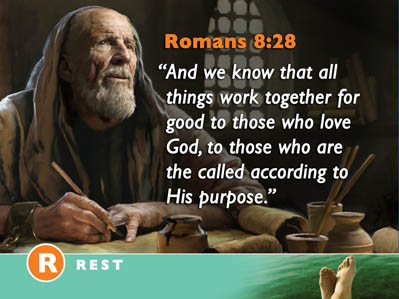 Romans 8:28
“And we know that all
things work together for
good to those who love
God, to those who are
the called according to
His purpose.”
R REST